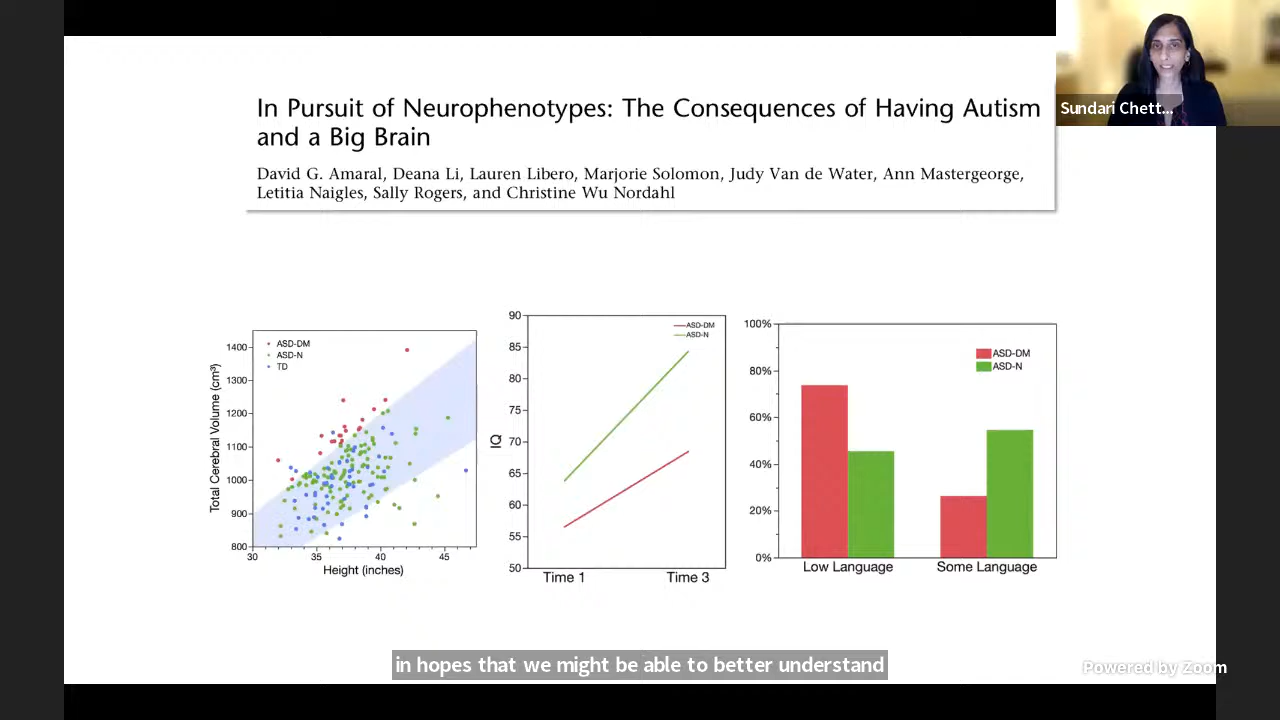 In Pursuit of Neurophenotypes: The Consequences of Having Autism
and a Big Brain
David G. Amaral, Deana Li, Lauren Libero, Marjorie Solomon, Judy Van de Water, Ann Mastergeorge,
Letitia Naigles, Sally Rogers, and Christine Wu Nordahl
Sundari Chett...
Total Cerebral Volume (cm³)
1400
1300
1200
1100
1000
900
800
ASD-DM
ASD-N
TD
30
35
40
45
Height (inches)
IQ
90
85
80
75
70
65
60
55
50
ASD-DM
ASD-N
Time 1
Time 3
100%
80%
60%
40%
20%
0%
ASD-DM
ASD-N
Low Language
Some Language
in hopes that we might be able to better understand
Powered by Zoom